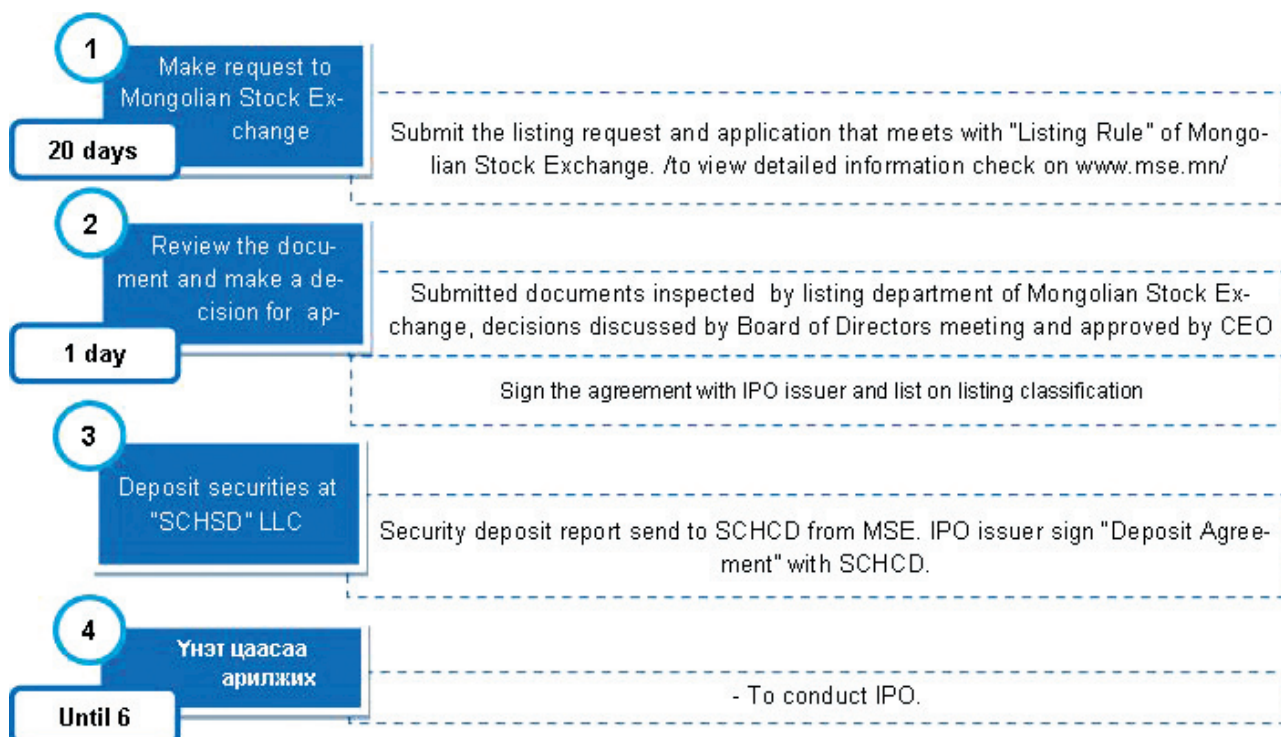 1
Make request to
Mongolian Stock Ex-
change
20 days
Submit the listing request and application that meets with "Listing Rule" of Mongo-
lian Stock Exchange. /to view detailed information check on www.mse.mn/
2
Review the docu-
ment and make a de-
cision for ap-
1 day
Submitted documents inspected by listing department of Mongolian Stock Ex-
change, decisions discussed by Board of Directors meeting and approved by CEO
Sign the agreement with IPO issuer and list on listing classification
3
Deposit securities at
"SCHSD" LLC
Security deposit report send to SCHCD from MSE. IPO issuer sign "Deposit Agree-
ment" with SCHCD.
4
Үнэт цаасаа
арилжих
Until 6
- To conduct IPO.